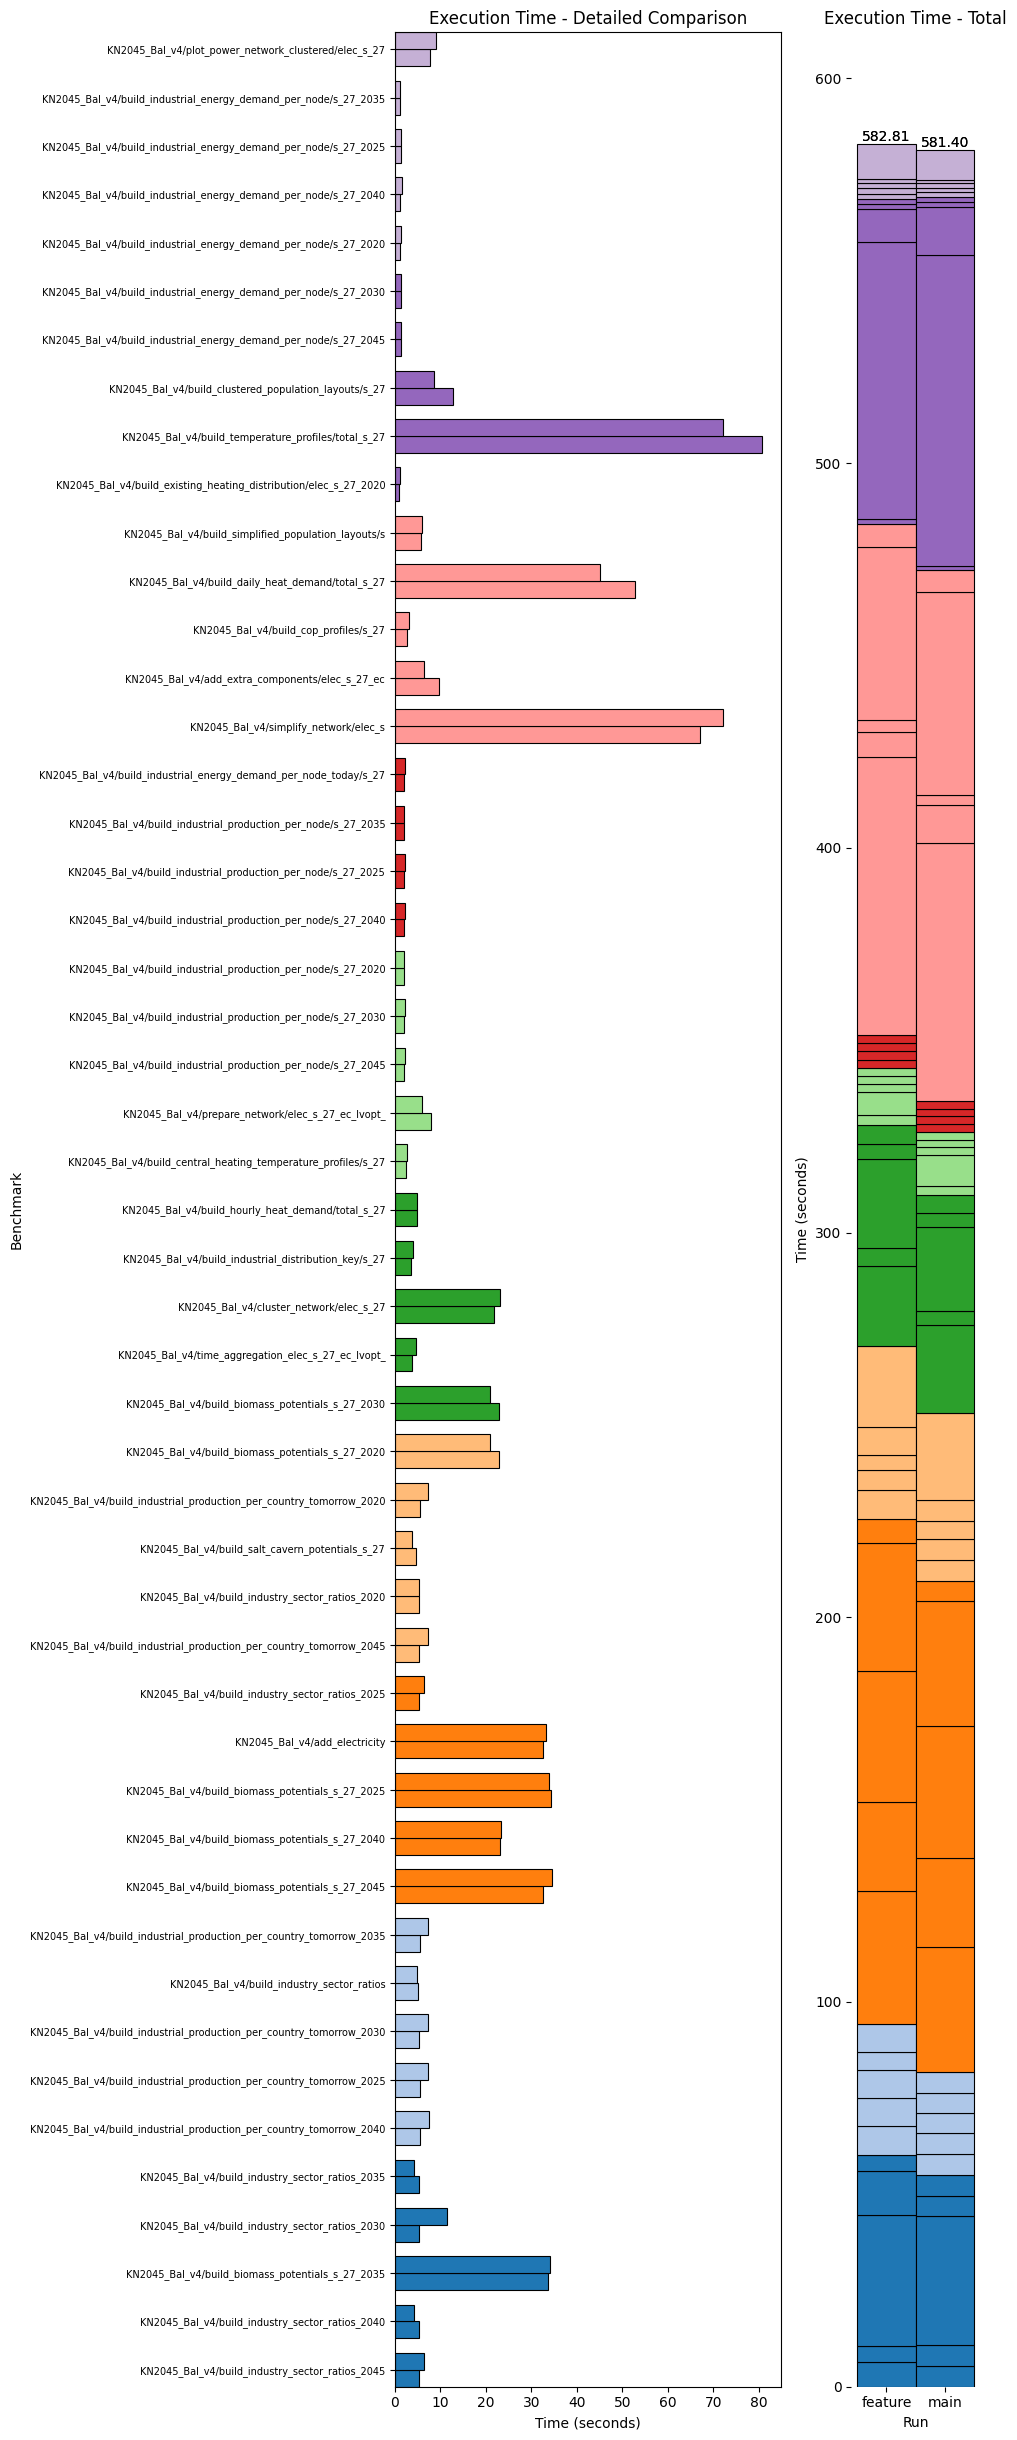 Execution Time - Detailed Comparison
Execution Time - Total
KN2045_Bal_v4/plot_power_network_clustered/elec_s_27
KN2045_Bal_v4/build_industrial_energy_demand_per_node/s_27_2035
KN2045_Bal_v4/build_industrial_energy_demand_per_node/s_27_2025
KN2045_Bal_v4/build_industrial_energy_demand_per_node/s_27_2040
KN2045_Bal_v4/build_industrial_energy_demand_per_node/s_27_2020
KN2045_Bal_v4/build_industrial_energy_demand_per_node/s_27_2030
KN2045_Bal_v4/build_industrial_energy_demand_per_node/s_27_2045
KN2045_Bal_v4/build_clustered_population_layouts/s_27
KN2045_Bal_v4/build_temperature_profiles/total_s_27
KN2045_Bal_v4/build_existing_heating_distribution/elec_s_27_2020
KN2045_Bal_v4/build_simplified_population_layouts/s
KN2045_Bal_v4/build_daily_heat_demand/total_s_27
KN2045_Bal_v4/build_cop_profiles/s_27
KN2045_Bal_v4/add_extra_components/elec_s_27_ec
KN2045_Bal_v4/simplify_network/elec_s
KN2045_Bal_v4/build_industrial_energy_demand_per_node_today/s_27
KN2045_Bal_v4/build_industrial_production_per_node/s_27_2035
KN2045_Bal_v4/build_industrial_production_per_node/s_27_2025
KN2045_Bal_v4/build_industrial_production_per_node/s_27_2040
KN2045_Bal_v4/build_industrial_production_per_node/s_27_2020
KN2045_Bal_v4/build_industrial_production_per_node/s_27_2030
KN2045_Bal_v4/build_industrial_production_per_node/s_27_2045
KN2045_Bal_v4/prepare_network/elec_s_27_ec_lvopt_
KN2045_Bal_v4/build_central_heating_temperature_profiles/s_27
KN2045_Bal_v4/build_hourly_heat_demand/total_s_27
KN2045_Bal_v4/build_industrial_distribution_key/s_27
KN2045_Bal_v4/cluster_network/elec_s_27
KN2045_Bal_v4/time_aggregation_elec_s_27_ec_lvopt_
KN2045_Bal_v4/build_biomass_potentials_s_27_2030
KN2045_Bal_v4/build_biomass_potentials_s_27_2020
KN2045_Bal_v4/build_industrial_production_per_country_tomorrow_2020
KN2045_Bal_v4/build_salt_cavern_potentials_s_27
KN2045_Bal_v4/build_industry_sector_ratios_2020
KN2045_Bal_v4/build_industrial_production_per_country_tomorrow_2045
KN2045_Bal_v4/build_industry_sector_ratios_2025
KN2045_Bal_v4/add_electricity
KN2045_Bal_v4/build_biomass_potentials_s_27_2025
KN2045_Bal_v4/build_biomass_potentials_s_27_2040
KN2045_Bal_v4/build_biomass_potentials_s_27_2045
KN2045_Bal_v4/build_industrial_production_per_country_tomorrow_2035
KN2045_Bal_v4/build_industry_sector_ratios
KN2045_Bal_v4/build_industrial_production_per_country_tomorrow_2030
KN2045_Bal_v4/build_industrial_production_per_country_tomorrow_2025
KN2045_Bal_v4/build_industrial_production_per_country_tomorrow_2040
KN2045_Bal_v4/build_industry_sector_ratios_2035
KN2045_Bal_v4/build_industry_sector_ratios_2030
KN2045_Bal_v4/build_biomass_potentials_s_27_2035
KN2045_Bal_v4/build_industry_sector_ratios_2040
KN2045_Bal_v4/build_industry_sector_ratios_2045
Benchmark
0 10 20 30 40 50 60 70 80
Time (seconds)
600
500
400
300
200
100
0
Time (seconds)
582.81 581.40
feature main
Run